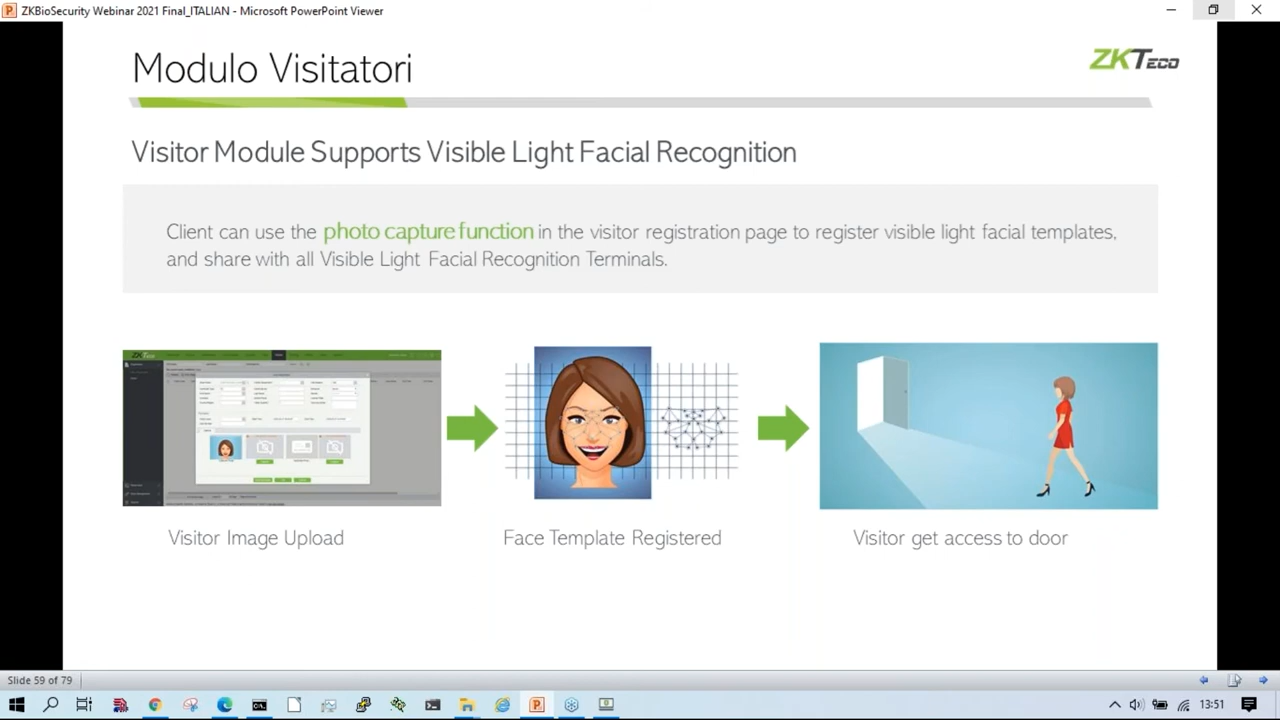 ZKBioSecurity Webinar 2021 Final_ITALIAN - Microsoft PowerPoint Viewer
Modulo Visitatori
ZKTeco
Visitor Module Supports Visible Light Facial Recognition
Client can use the photo capture function in the visitor registration page to register visible light facial templates,
and share with all Visible Light Facial Recognition Terminals.
ZKTeco
Visitor Image Upload
Face Template Registered
Visitor get access to door
Slide 59 of 79
13:51